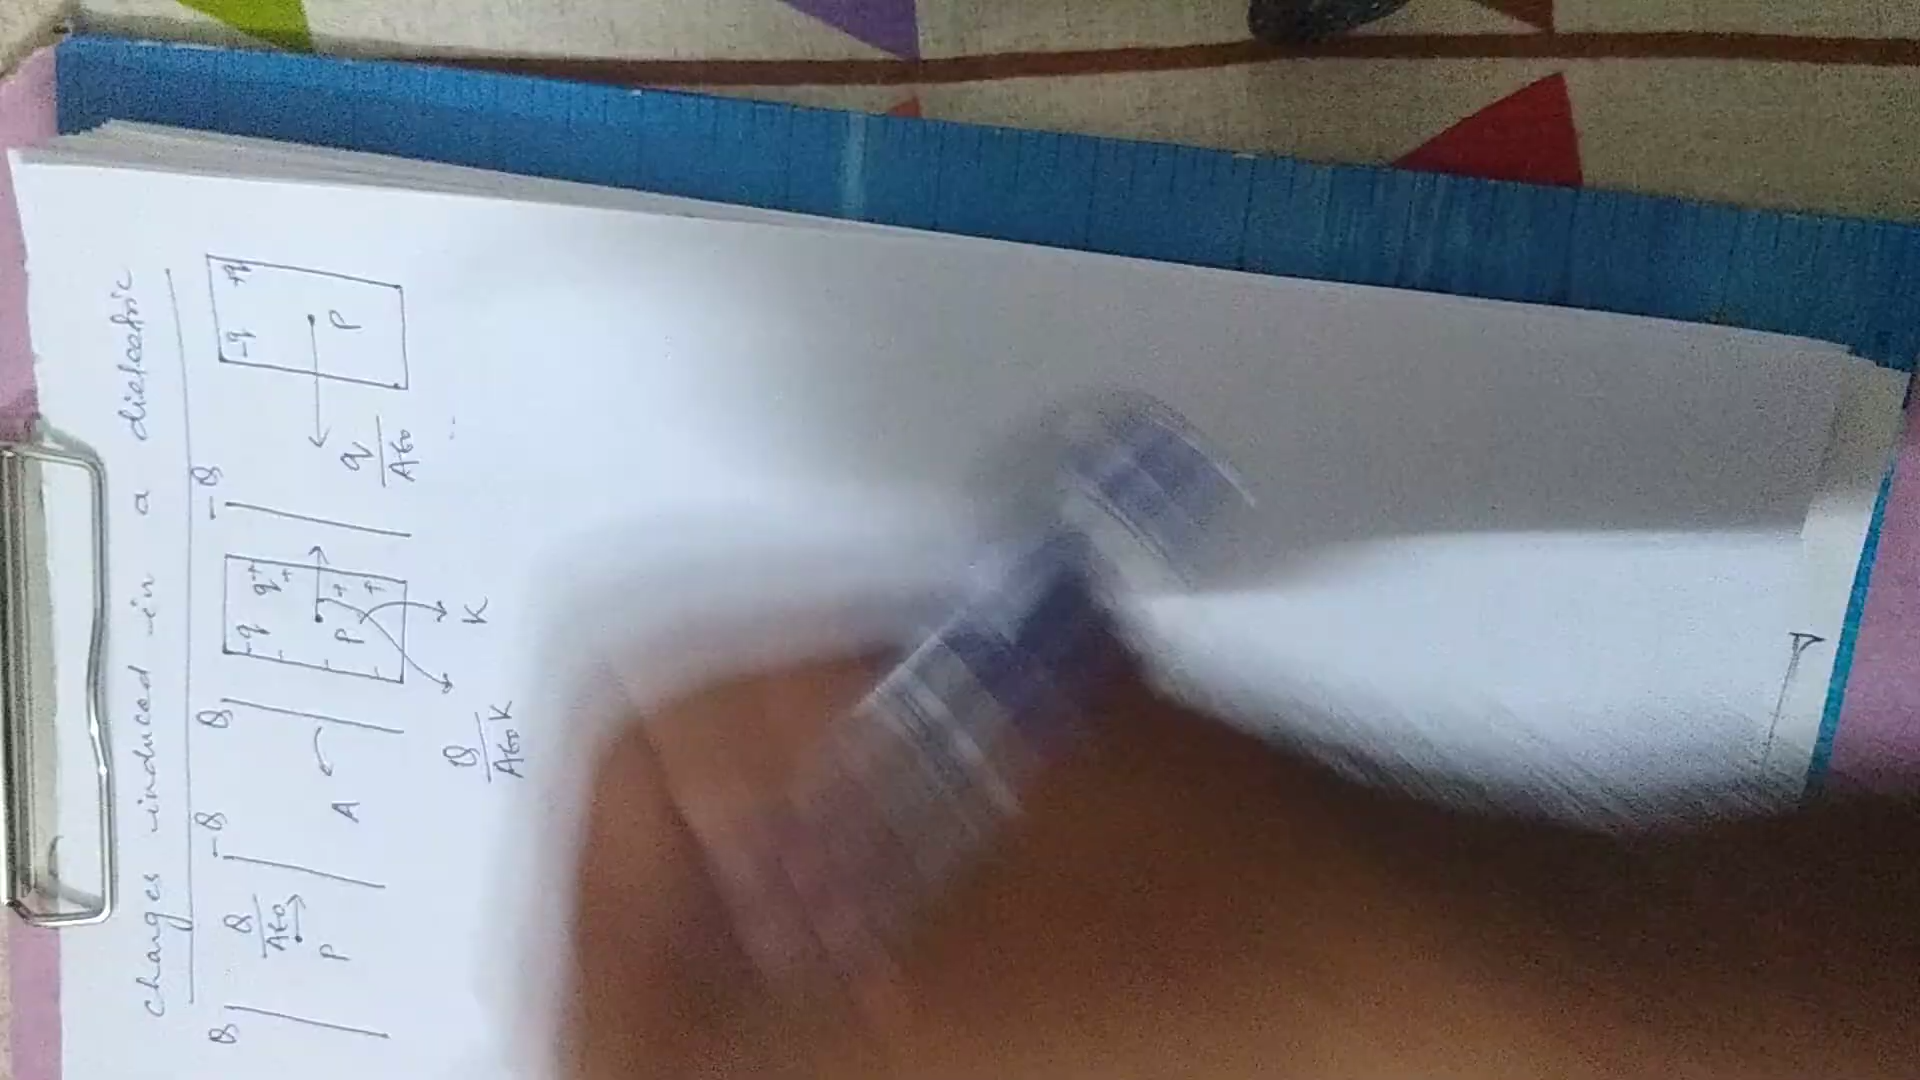 Charges induced in a dielectric
Q Q/Aε₀ -Q Q -q q -Q -q +q
P A P P
Q/Aε₀K K q/Aε₀